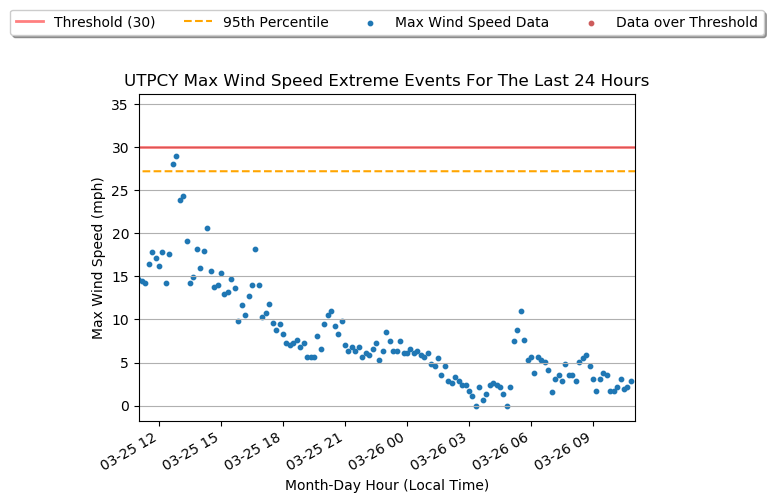 Threshold (30) 95th Percentile Max Wind Speed Data Data over Threshold
UTPCY Max Wind Speed Extreme Events For The Last 24 Hours
Max Wind Speed (mph)
35
30
25
20
15
10
5
0
03-25 12 03-25 15 03-25 18 03-25 21 03-26 00 03-26 03 03-26 06 03-26 09
Month-Day Hour (Local Time)